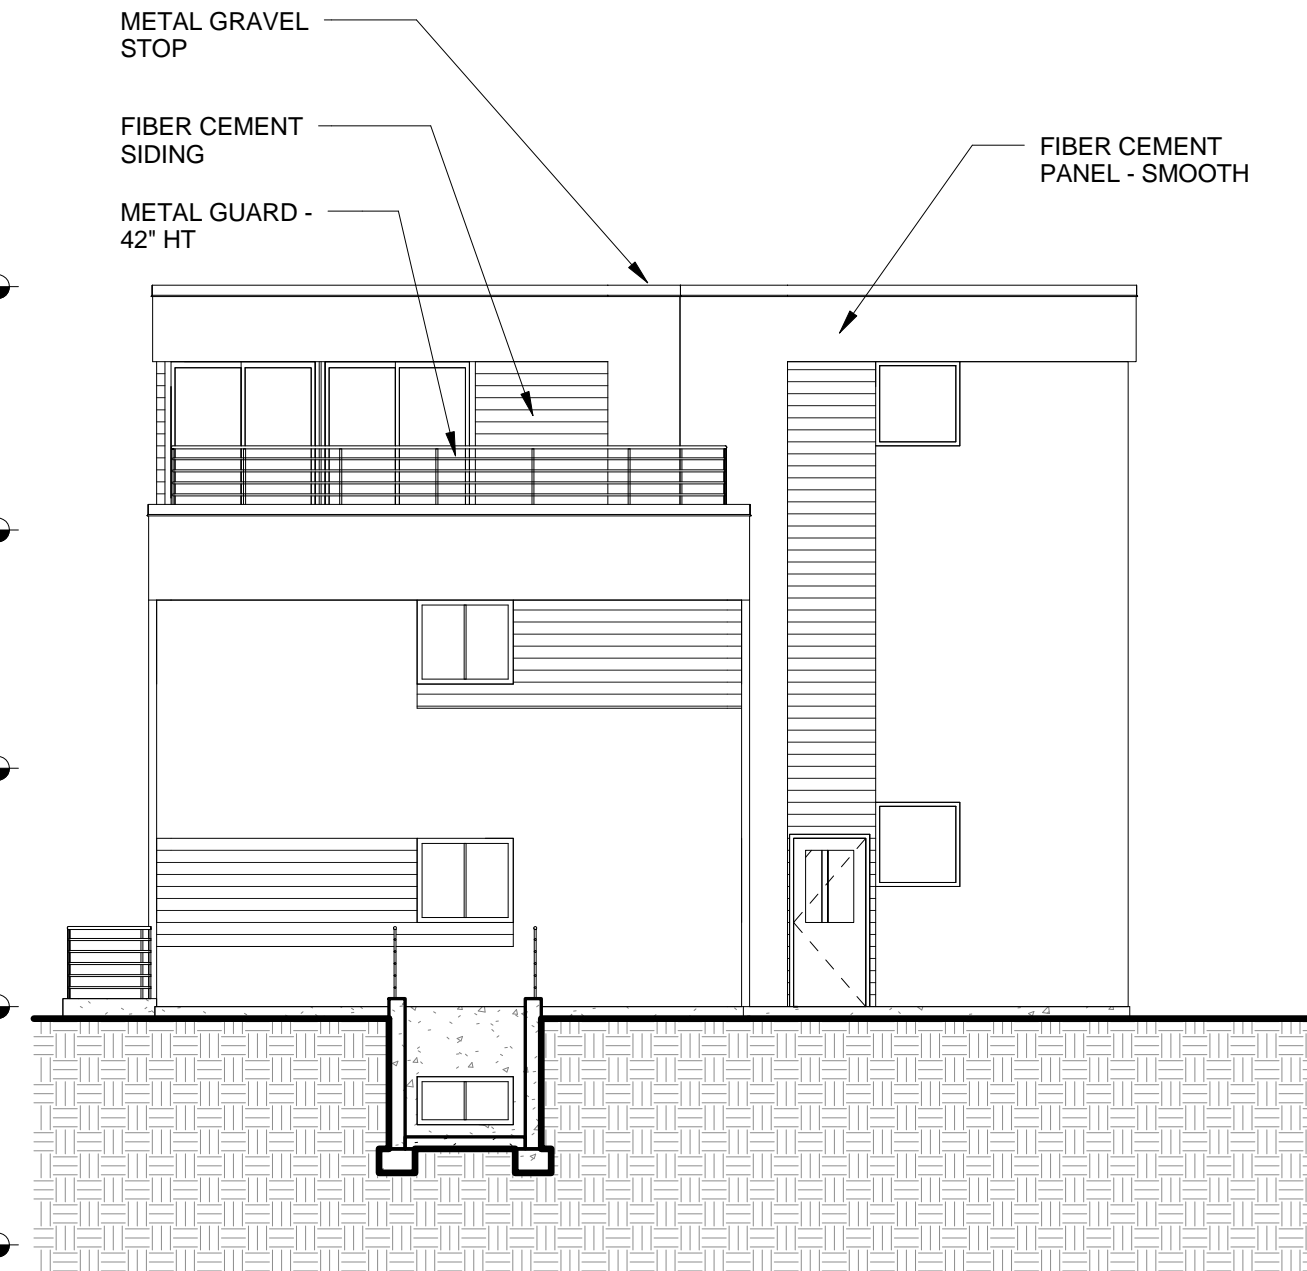 METAL GRAVEL
STOP
FIBER CEMENT
SIDING
METAL GUARD -
42" HT
FIBER CEMENT
PANEL - SMOOTH